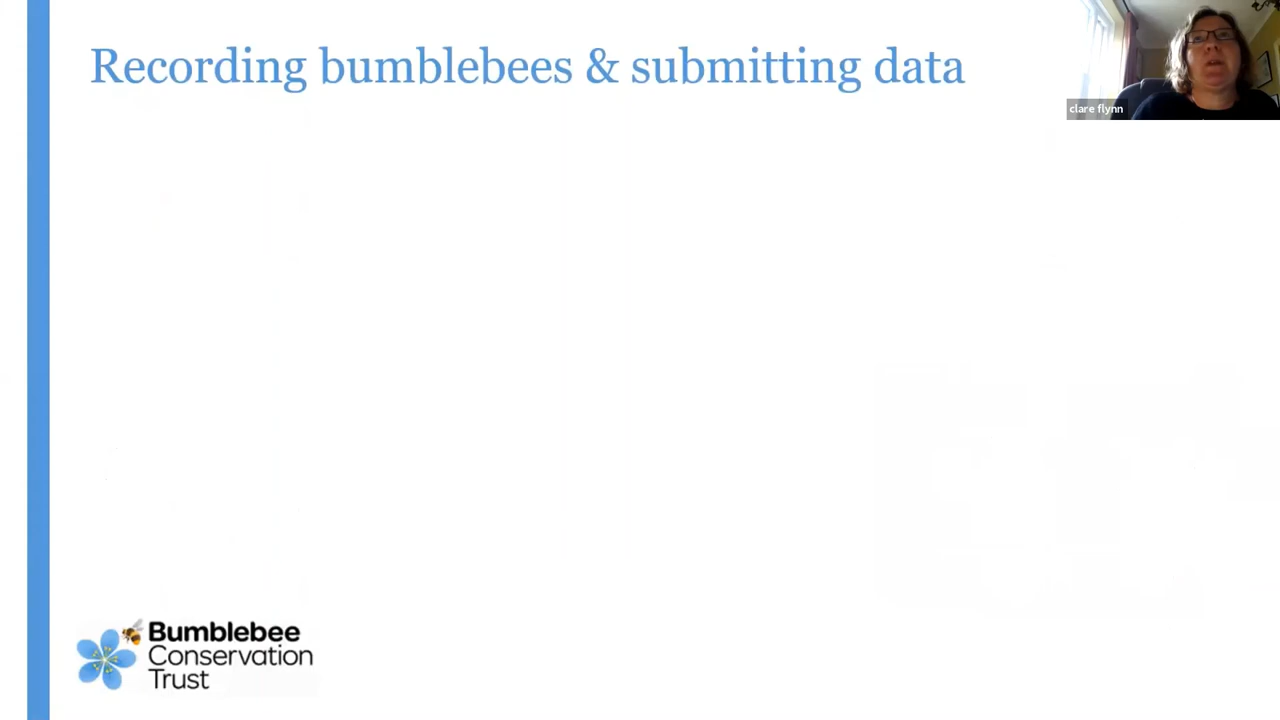 Recording bumblebees & submitting data
clare flynn
Bumblebee
Conservation
Trust